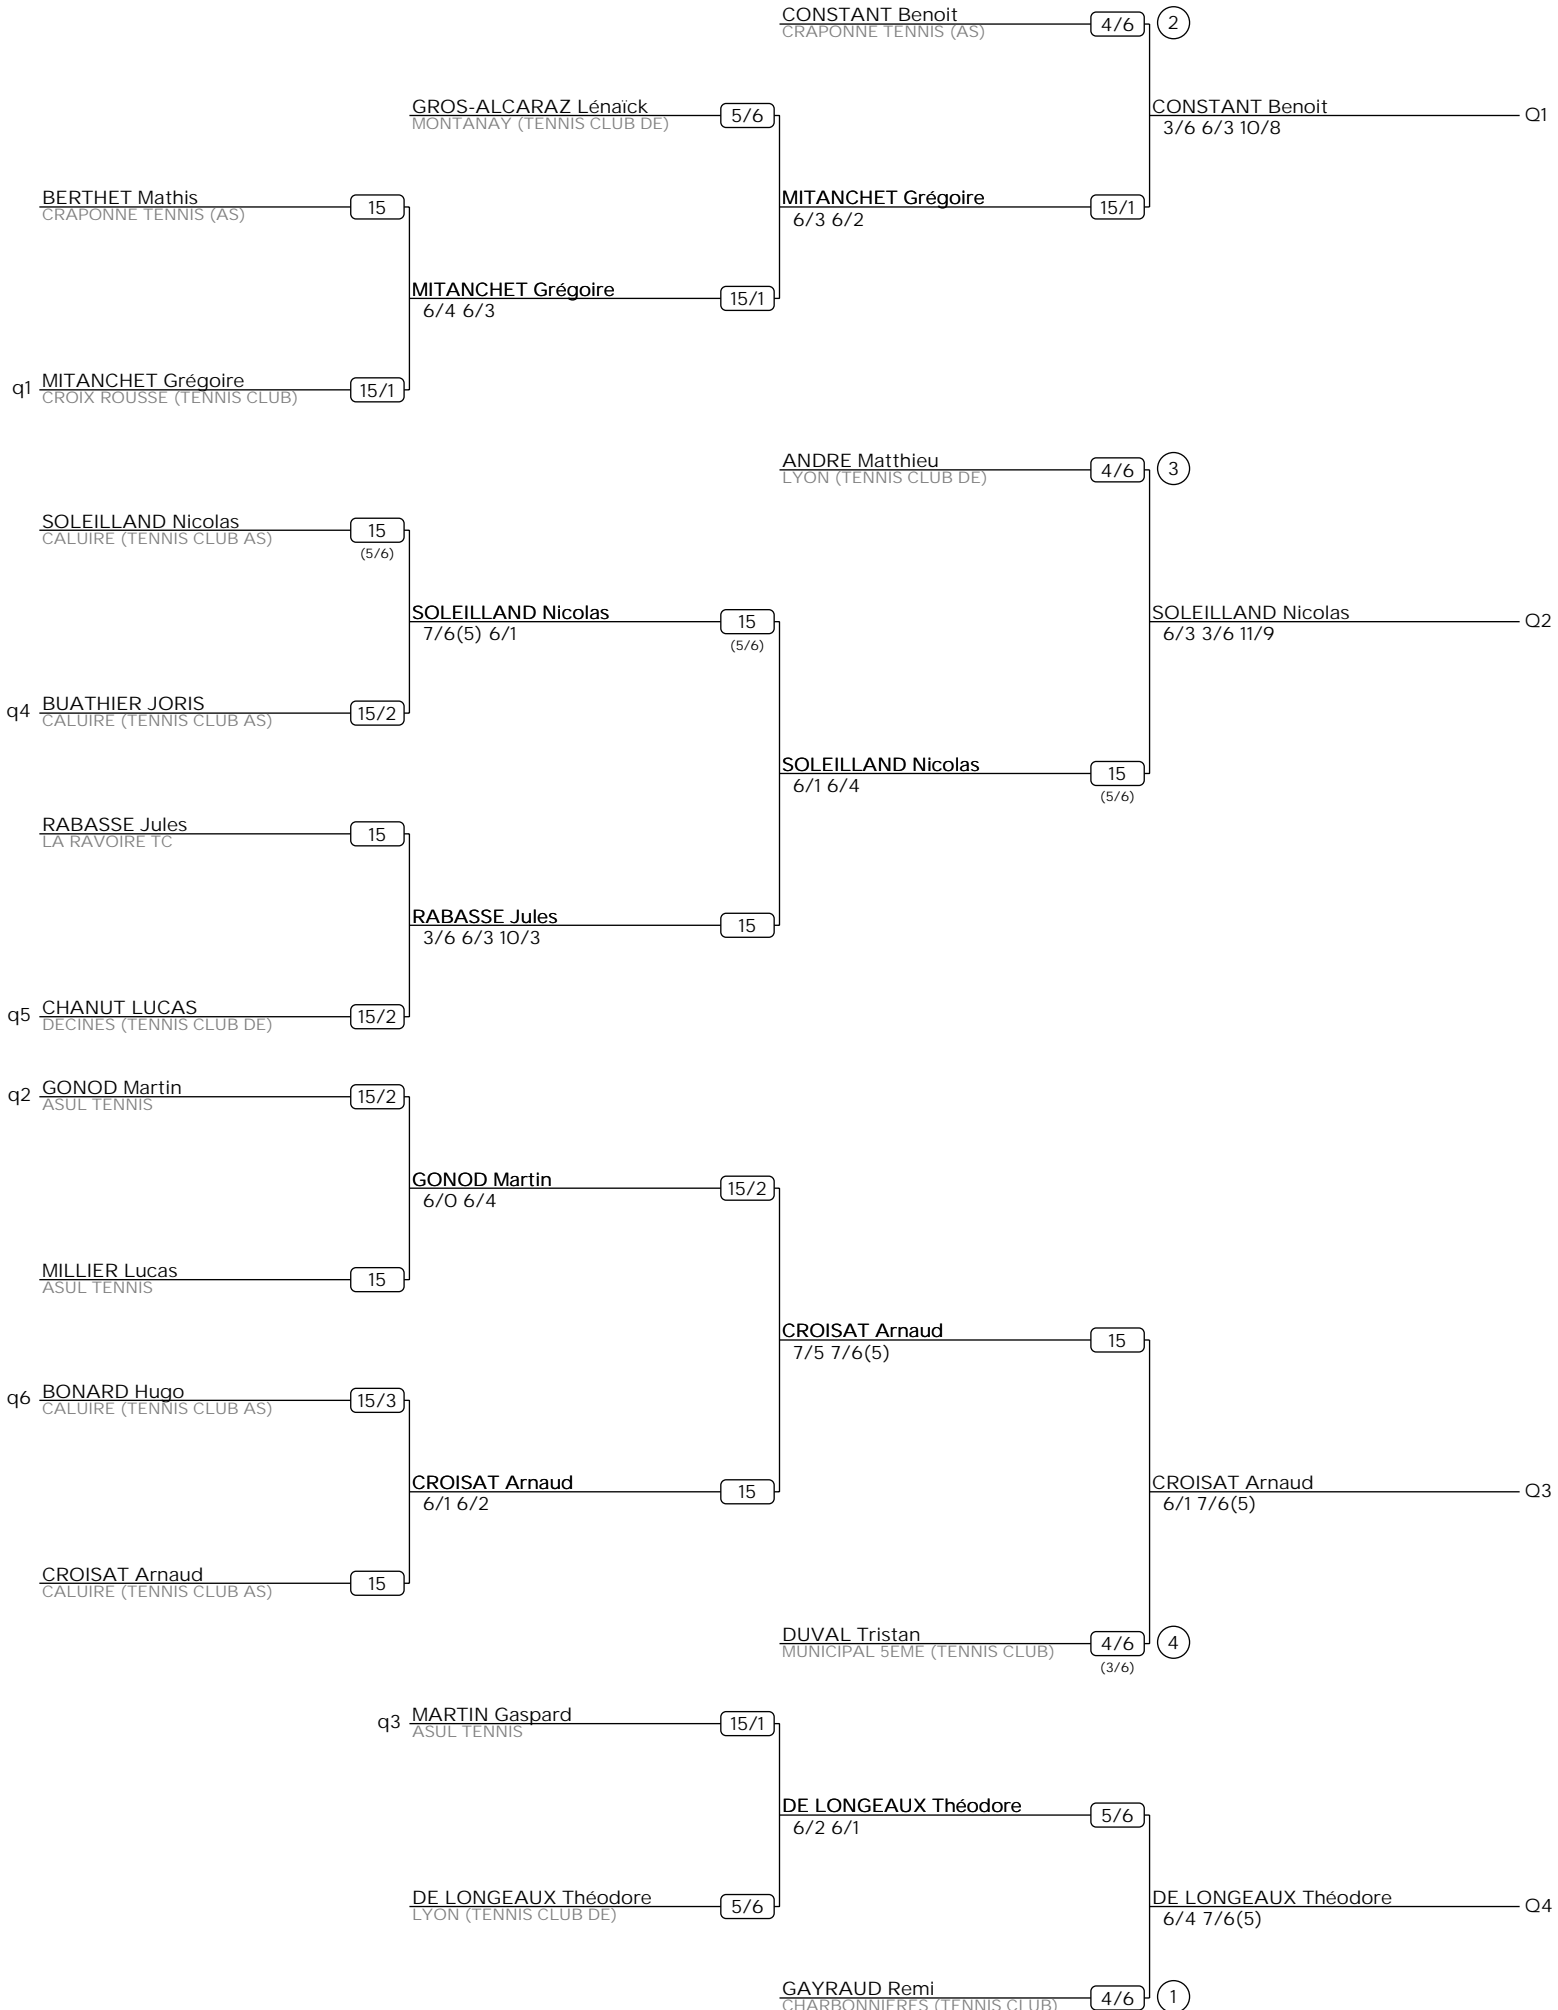 CONSTANT Benoit
CRAPONNE TENNIS (AS)
4/6
2
GROS-ALCARAZ Lénaïck
MONTANAY (TENNIS CLUB DE)
5/6
CONSTANT Benoit
3/6 6/3 10/8
Q1
BERTHET Mathis
CRAPONNE TENNIS (AS)
15
MITANCHET Grégoire
6/3 6/2
15/1
MITANCHET Grégoire
6/4 6/3
15/1
q1
MITANCHET Grégoire
CROIX ROUSSE (TENNIS CLUB)
15/1
ANDRE Matthieu
LYON (TENNIS CLUB DE)
4/6
3
SOLEILLAND Nicolas
CALUIRE (TENNIS CLUB AS)
15
(5/6)
SOLEILLAND Nicolas
7/6(5) 6/1
15
(5/6)
SOLEILLAND Nicolas
6/3 3/6 11/9
Q2
q4
BUATHIER JORIS
CALUIRE (TENNIS CLUB AS)
15/2
SOLEILLAND Nicolas
6/1 6/4
15
(5/6)
RABASSE Jules
LA RAVOIRE TC
15
RABASSE Jules
3/6 6/3 10/3
15
q5
CHANUT LUCAS
DECINES (TENNIS CLUB DE)
15/2
q2
GONOD Martin
ASUL TENNIS
15/2
GONOD Martin
6/0 6/4
15/2
MILLIER Lucas
ASUL TENNIS
15
CROISAT Arnaud
7/5 7/6(5)
15
q6
BONARD Hugo
CALUIRE (TENNIS CLUB AS)
15/3
CROISAT Arnaud
6/1 6/2
15
CROISAT Arnaud
6/1 7/6(5)
Q3
CROISAT Arnaud
CALUIRE (TENNIS CLUB AS)
15
DUVAL Tristan
MUNICIPAL 5EME (TENNIS CLUB)
4/6
(3/6)
4
q3
MARTIN Gaspard
ASUL TENNIS
15/1
DE LONGEAUX Théodore
6/2 6/1
5/6
DE LONGEAUX Théodore
LYON (TENNIS CLUB DE)
5/6
DE LONGEAUX Théodore
6/4 7/6(5)
Q4
GAYRAUD Remi
CHARBONNIERES (TENNIS CLUB)
4/6
1